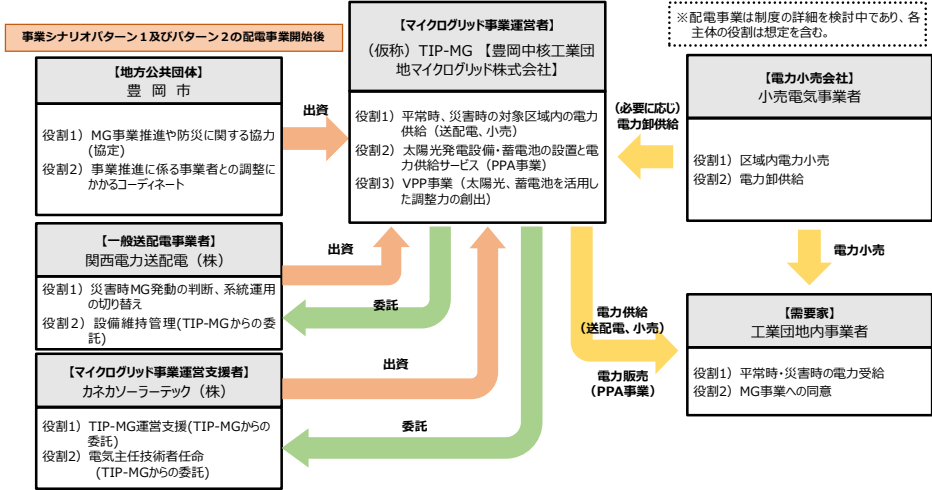 事業シナリオパターン１及びパターン２の配電事業開始後
【地方公共団体】
豊 岡 市
役割1）MG事業推進や防災に関する協力
(協定)
役割2）事業推進に係る事業者との調整に
かかるコーディネート
出資
【マイクログリッド事業運営者】
（仮称）TIP-MG 【豊岡中核工業団
地マイクログリッド株式会社】
役割1）平常時、災害時の対象区域内の電力
供給（送配電、小売）
役割2）太陽光発電設備・蓄電池の設置と電
力供給サービス（PPA事業）
役割3）VPP事業（太陽光、蓄電池を活用し
た調整力の創出）
※配電事業は制度の詳細を検討中であり、各
主体の役割は想定を含む。
(必要に応じ)
電力卸供給
【電力小売会社】
小売電気事業者
役割1）区域内電力小売
役割2）電力卸供給
電力小売
【一般送配電事業者】
関西電力送配電（株）
役割1）災害時MG発動の判断、系統運用
の切り替え
役割2）設備維持管理(TIP-MGからの委
託)
出資
委託
【マイクログリッド事業運営支援者】
カネカソーラーテック（株）
役割1）TIP-MG運営支援(TIP-MGからの
委託)
役割2）電気主任技術者任命
(TIP-MGからの委託)
出資
委託
電力供給
（送配電、小売）
電力販売
（PPA事業）
【需要家】
工業団地内事業者
役割1）平常時・災害時の電力受給
役割2）MG事業への同意